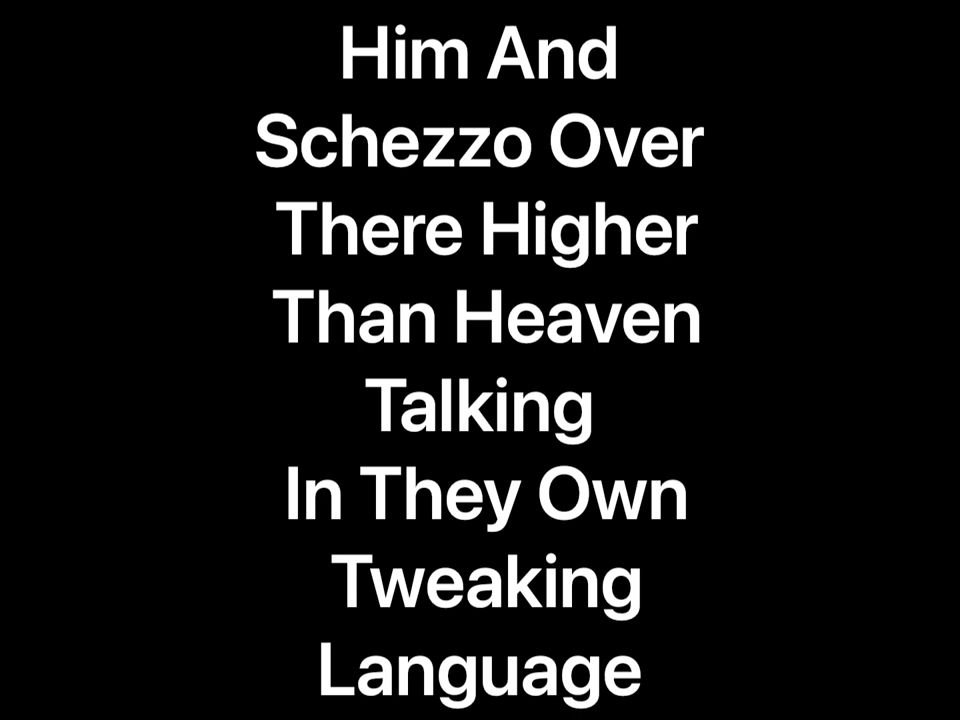 Him And
Schezzo Over
There Higher
Than Heaven
Talking
In They Own
Tweaking
Language